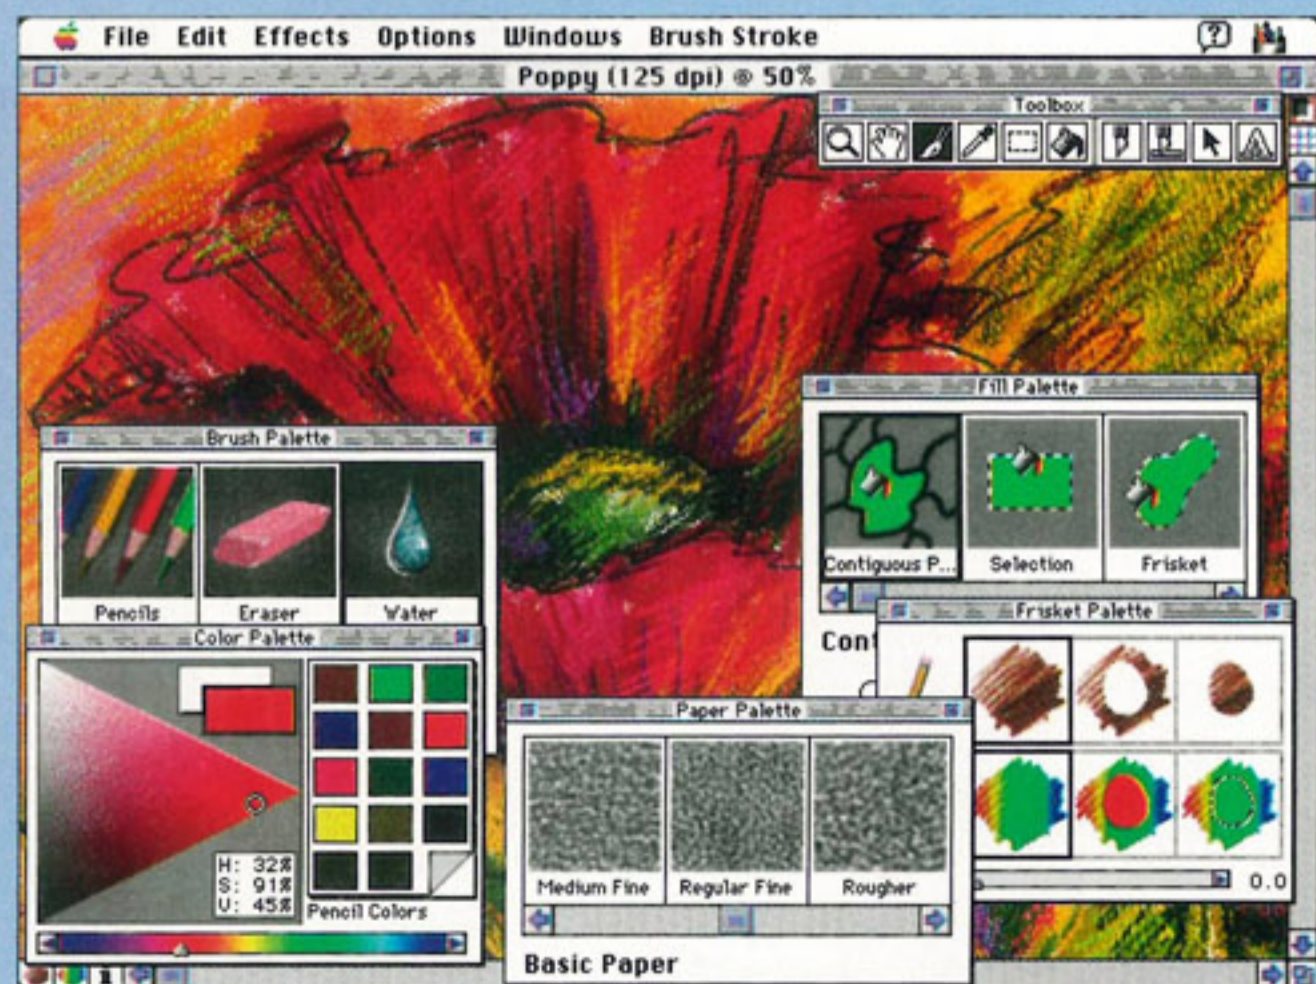 File Edit Effects Options Windows Brush Stroke
Poppy (125 dpi) @ 50%
Toolbox
Fill Palette
Contiguous P... Selection Frisket
Cont
Brush Palette
Pencils Eraser Water
Frisket Palette
0.0
Color Palette
H: 32%
S: 91%
V: 45%
Pencil Colors
Paper Palette
Medium Fine Regular Fine Rougher
Basic Paper